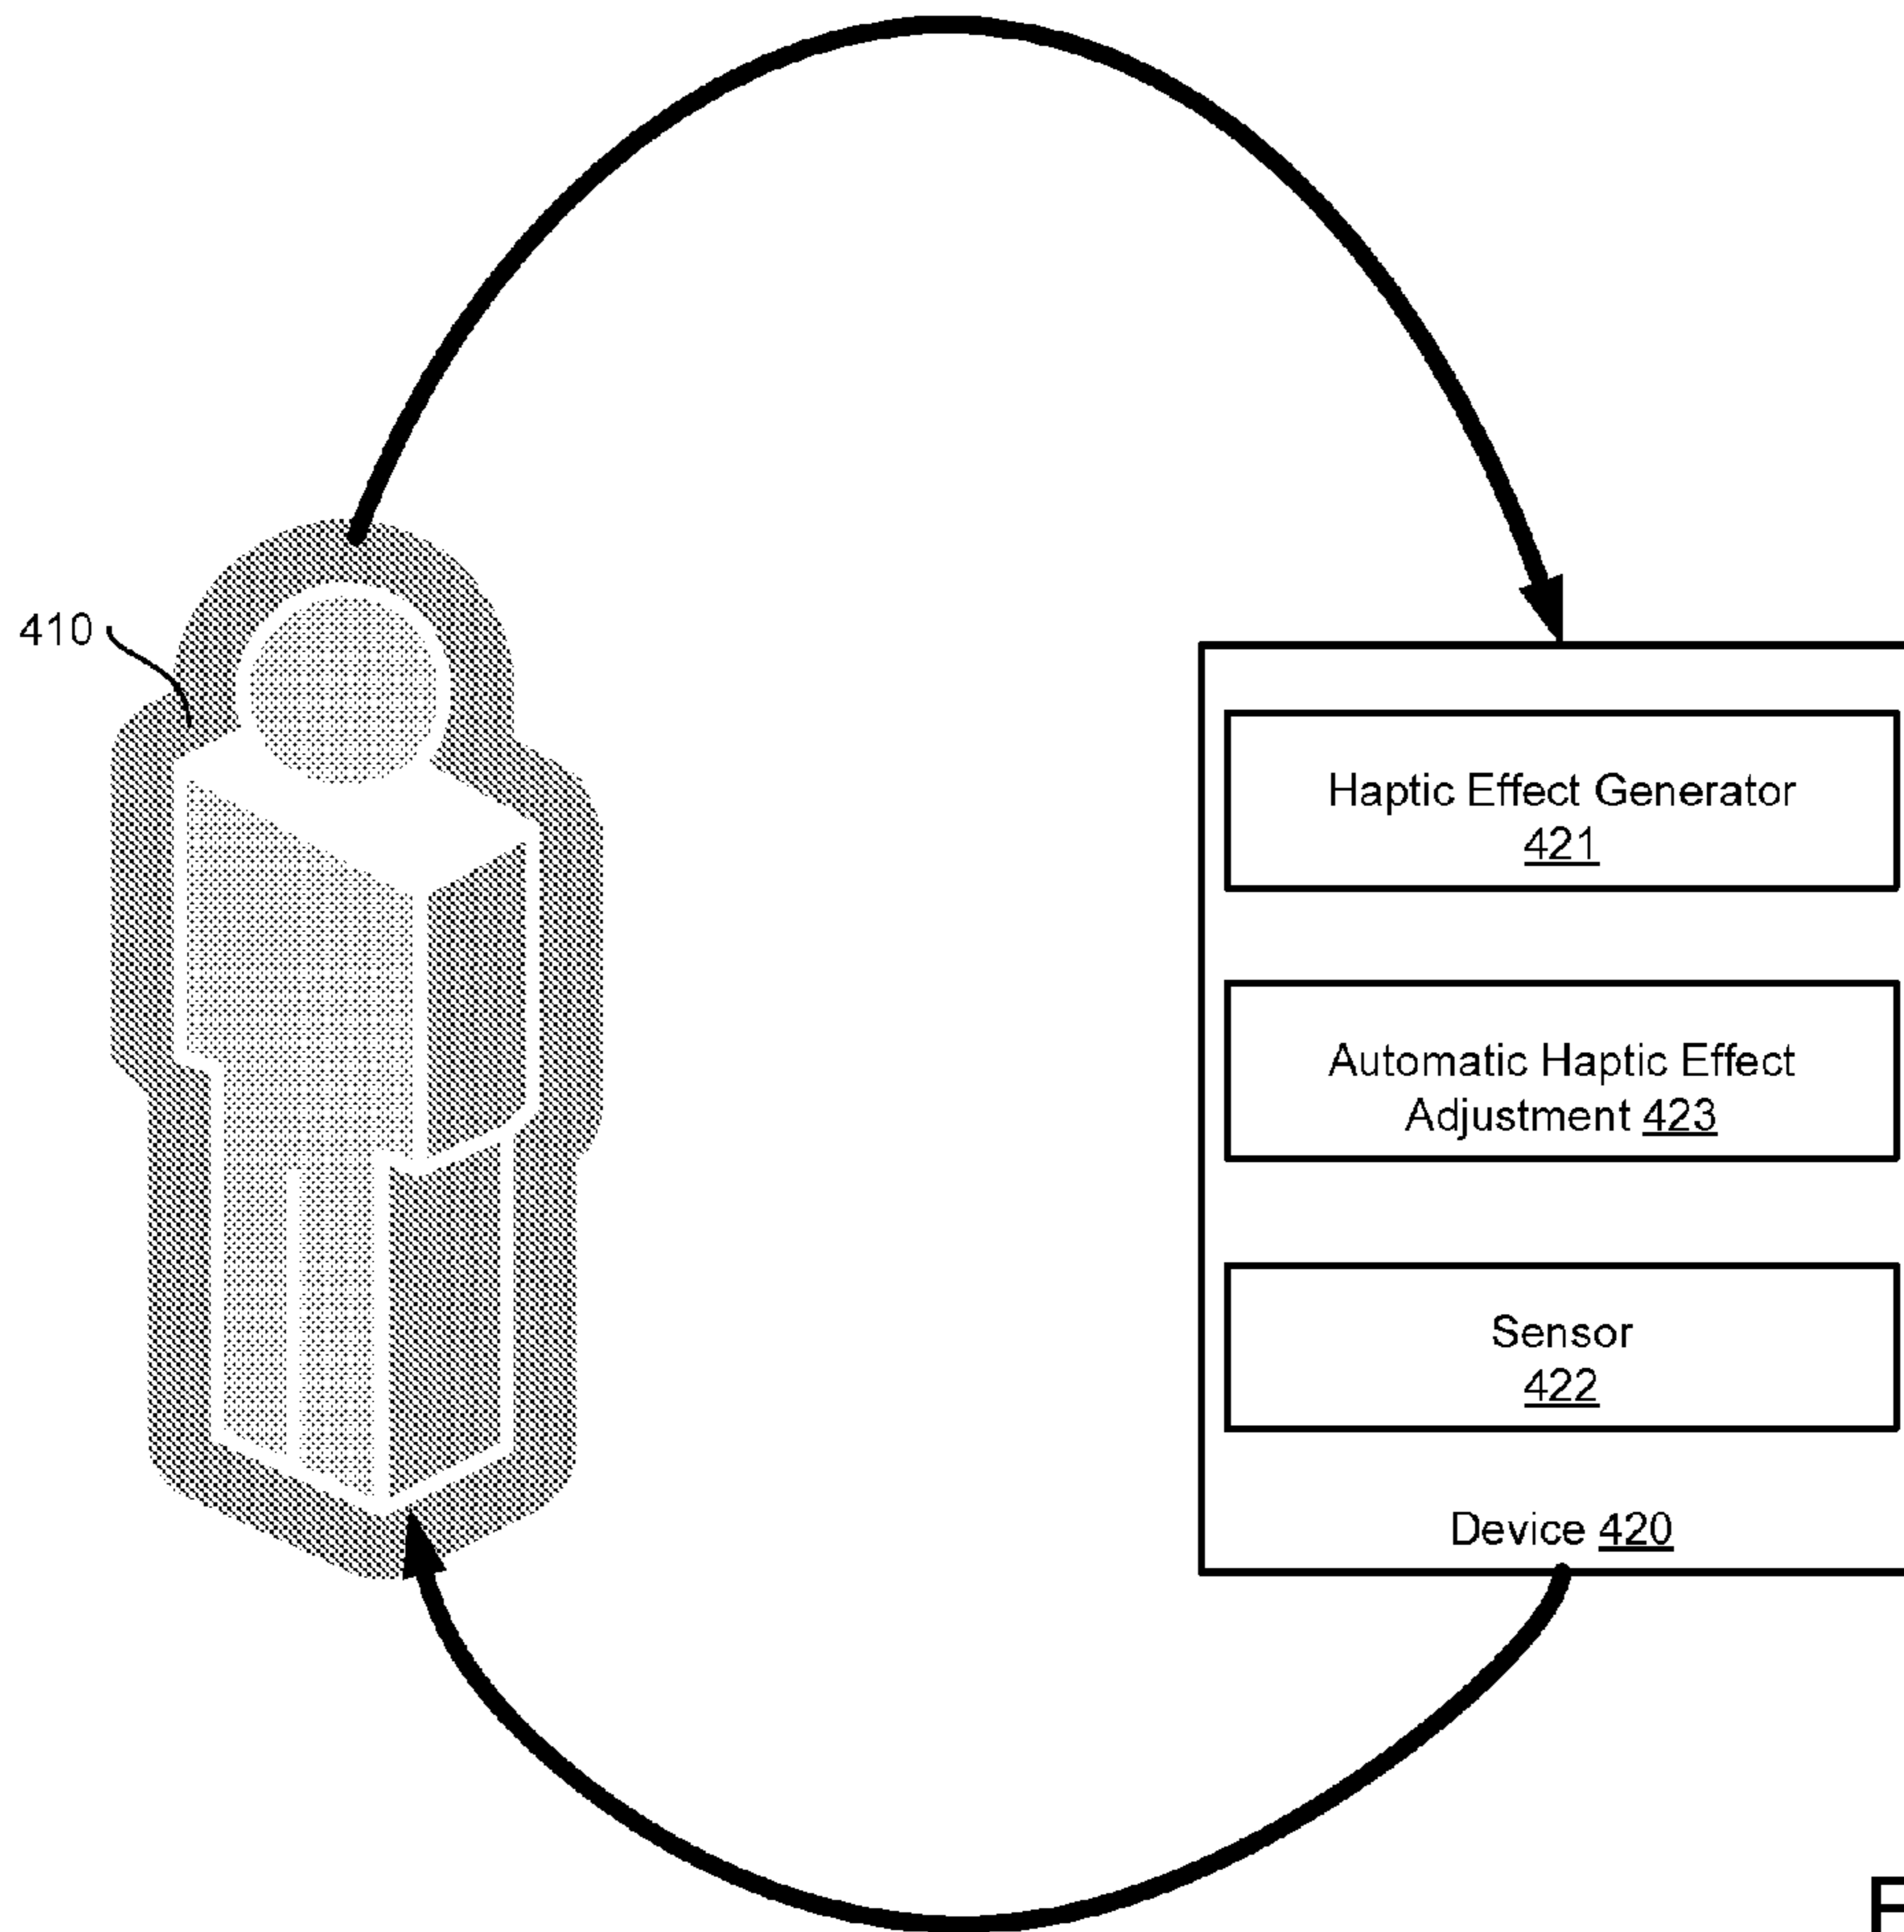 410
Haptic Effect Generator
421
Automatic Haptic Effect
Adjustment 423
Sensor
422
Device 420